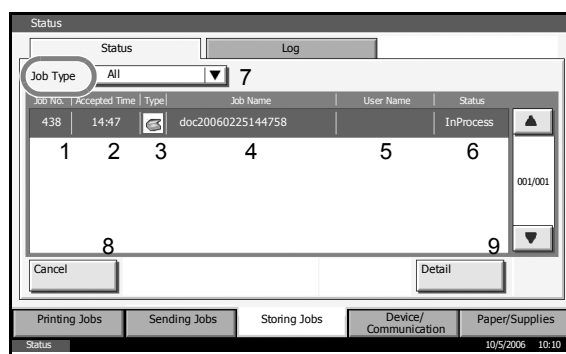 Status
Status Log
Job Type All 7
Job No. Accepted Time Type Job Name User Name Status
438 14:47 doc20060225144758 InProcess
1 2 3 4 5 6
001/001
8 9
Cancel Detail
Printing Jobs Sending Jobs Storing Jobs Device/
Communication Paper/Supplies
Status 10/5/2006 10:10